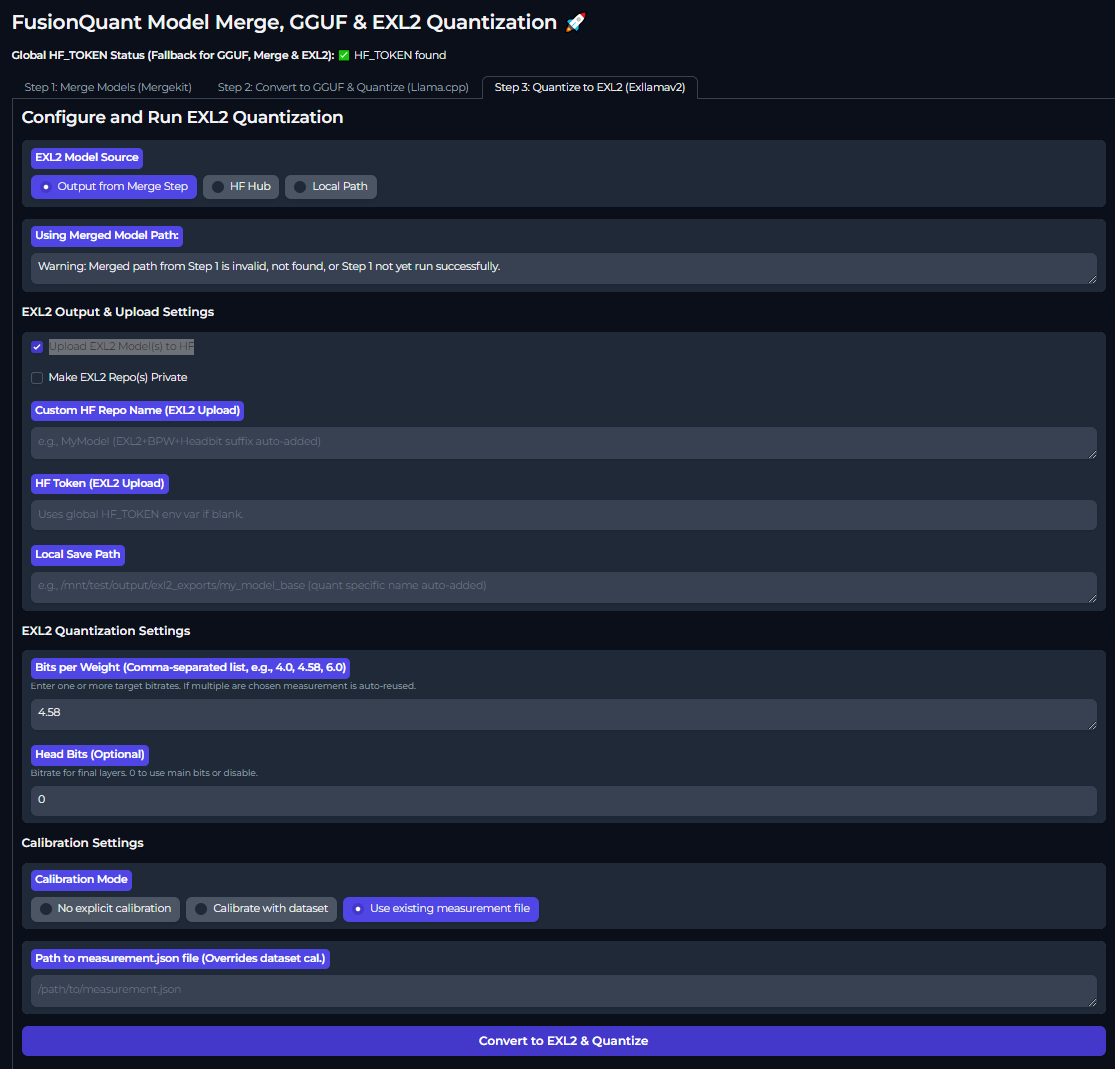 FusionQuant Model Merge, GGUF & EXL2 Quantization 🚀
Global HF_TOKEN Status (Fallback for GGUF, Merge & EXL2): ✅ HF_TOKEN found
Step 1: Merge Models (Mergekit) Step 2: Convert to GGUF & Quantize (Llama.cpp) Step 3: Quantize to EXL2 (Exllamav2)
Configure and Run EXL2 Quantization
EXL2 Model Source
Output from Merge Step HF Hub Local Path
Using Merged Model Path:
Warning: Merged path from Step 1 is invalid, not found, or Step 1 not yet run successfully.
EXL2 Output & Upload Settings
Upload EXL2 Model(s) to HF
Make EXL2 Repo(s) Private
Custom HF Repo Name (EXL2 Upload)
e.g., MyModel (EXL2+BPW+Headbit suffix auto-added)
HF Token (EXL2 Upload)
Uses global HF_TOKEN env var if blank.
Local Save Path
e.g., /mnt/test/output/exl2_exports/my_model_base (quant specific name auto-added)
EXL2 Quantization Settings
Bits per Weight (Comma-separated list, e.g., 4.0, 4.58, 6.0)
Enter one or more target bitrates. If multiple are chosen measurement is auto-reused.
4.58
Head Bits (Optional)
Bitrate for final layers. 0 to use main bits or disable.
0
Calibration Settings
Calibration Mode
No explicit calibration Calibrate with dataset Use existing measurement file
Path to measurement.json file (Overrides dataset cal.)
/path/to/measurement.json
Convert to EXL2 & Quantize